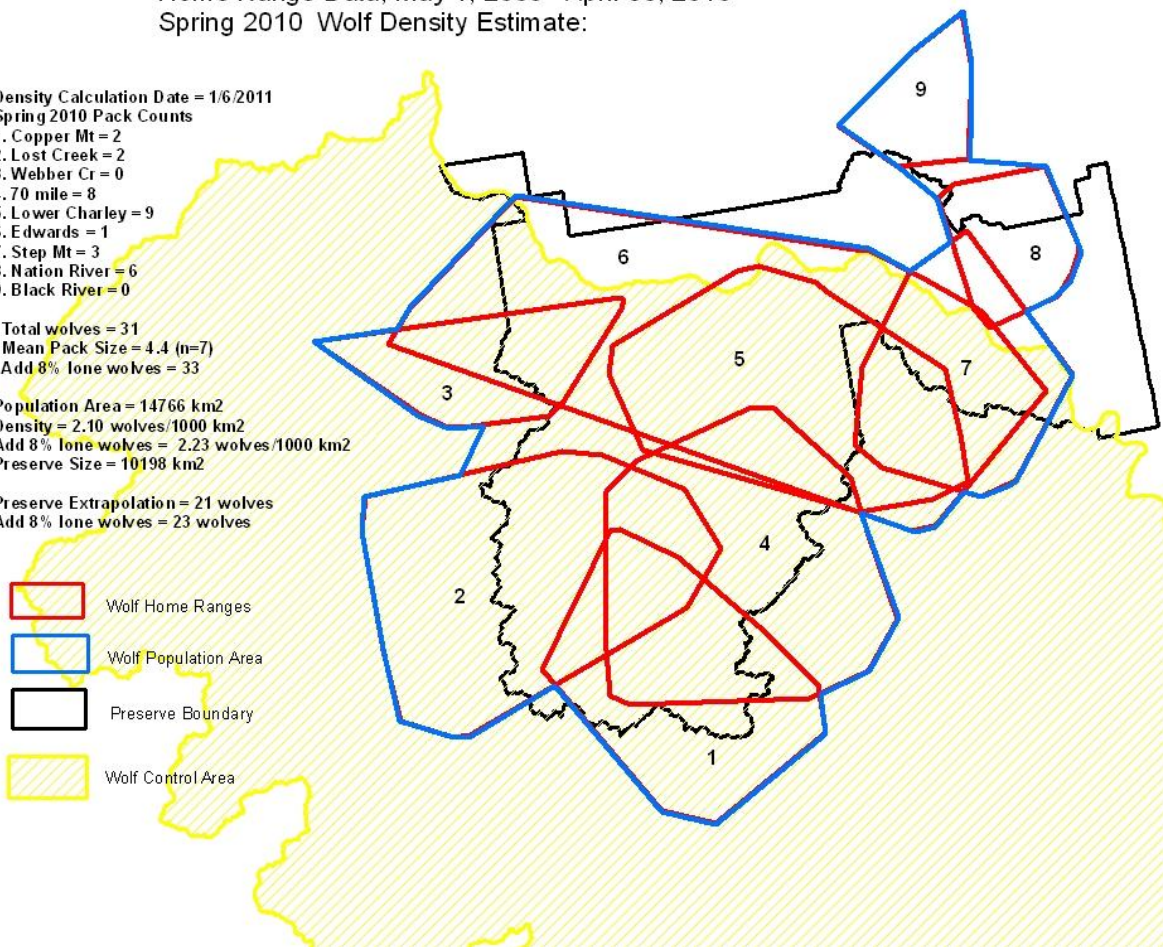 Spring 2010 Wolf Density Estimate:
Density Calculation Date = 1/6/2011
Spring 2010 Pack Counts
. Copper Mt = 2
. Lost Creek = 2
. Webber Cr = 0
. 70 mile = 8
. Lower Charley = 9
. Edwards = 1
. Step Mt = 3
. Nation River = 6
. Black River = 0
Total wolves = 31
Mean Pack Size = 4.4 (n=7)
Add 8% lone wolves = 33
Population Area = 14766 km2
Density = 2.10 wolves/1000 km2
Add 8% lone wolves = 2.23 wolves/1000 km2
Preserve Size = 10198 km2
Preserve Extrapolation = 21 wolves
Add 8% lone wolves = 23 wolves
9
8
6
5
7
3
4
2
1
Wolf Home Ranges
Wolf Population Area
Preserve Boundary
Wolf Control Area